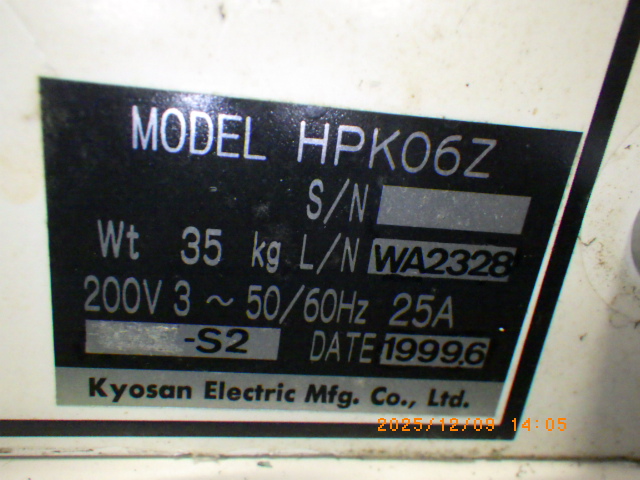 MODEL HPK06Z
S/N
Wt 35 kg L/N WA2328
200V 3 ~ 50/60Hz 25A
-S2 DATE 1999.6
Kyosan Electric Mfg. Co., Ltd.
2025/12/09 14:05